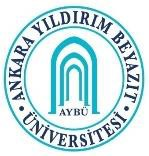 • ANKARA YILDIRIM BEYAZIT •
ÜNİVERSİTESİ
AYBÜ